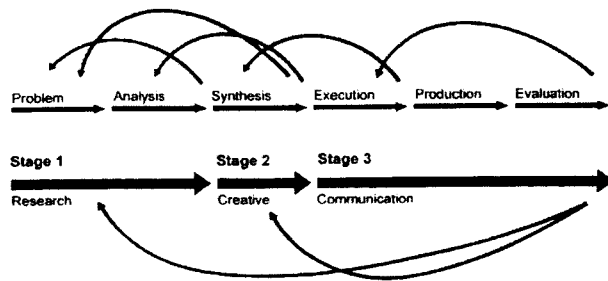 Problem Analysis Synthesis Execution Production Evaluation
Stage 1 Stage 2 Stage 3
Research Creative Communication